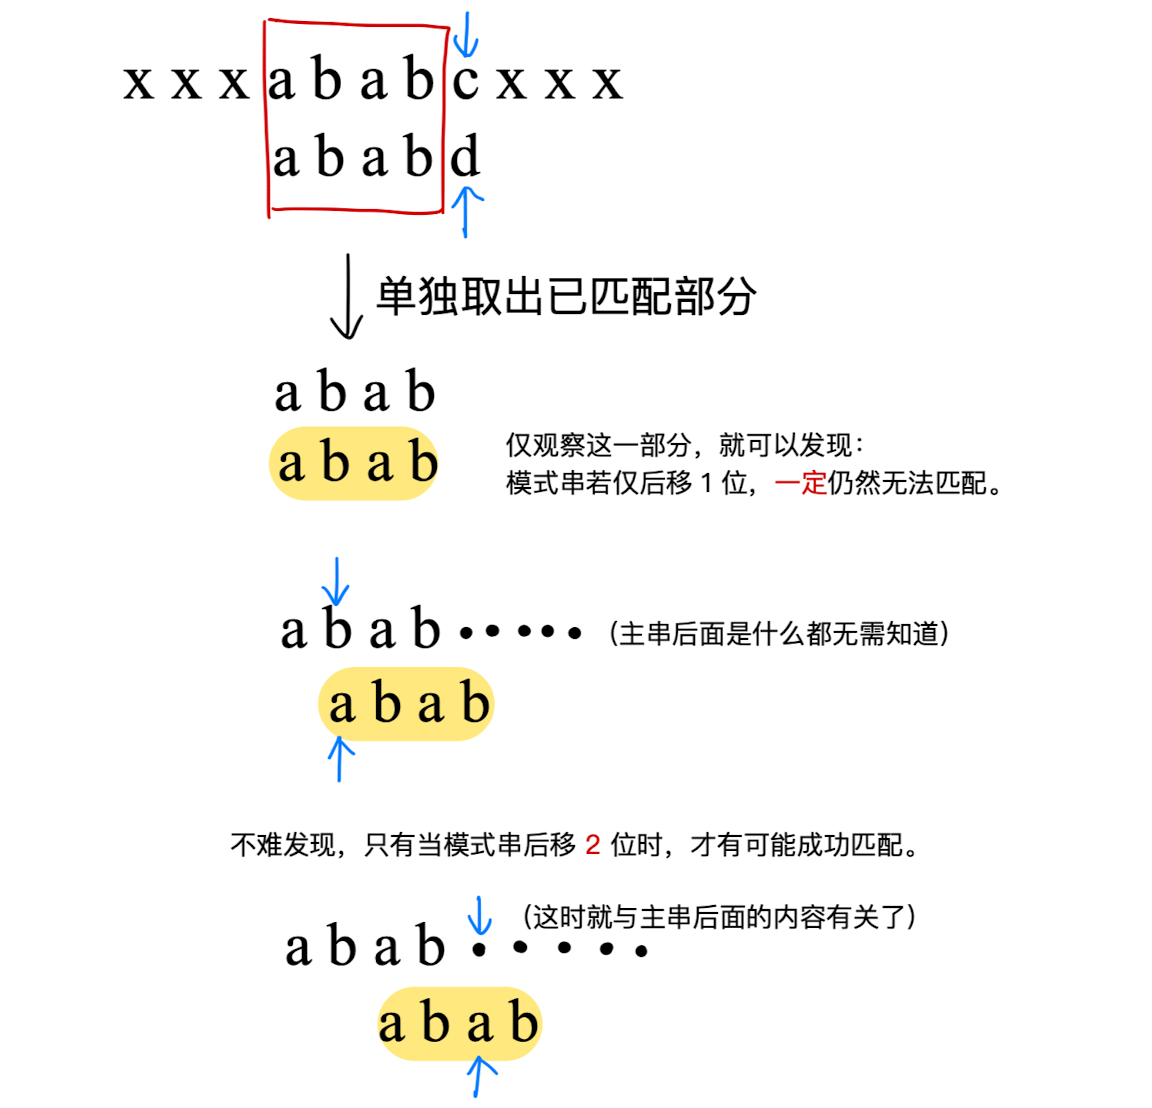 x x x a b a b c x x x
a b a b d
单独取出已匹配部分
a b a b
a b a b
仅观察这一部分，就可以发现：
模式串若仅后移 1 位，一定仍然无法匹配。
a b a b •••••（主串后面是什么都无需知道）
a b a b
不难发现，只有当模式串后移 2 位时，才有可能成功匹配。
（这时就与主串后面的内容有关了）
a b a b • • • • •
a b a b